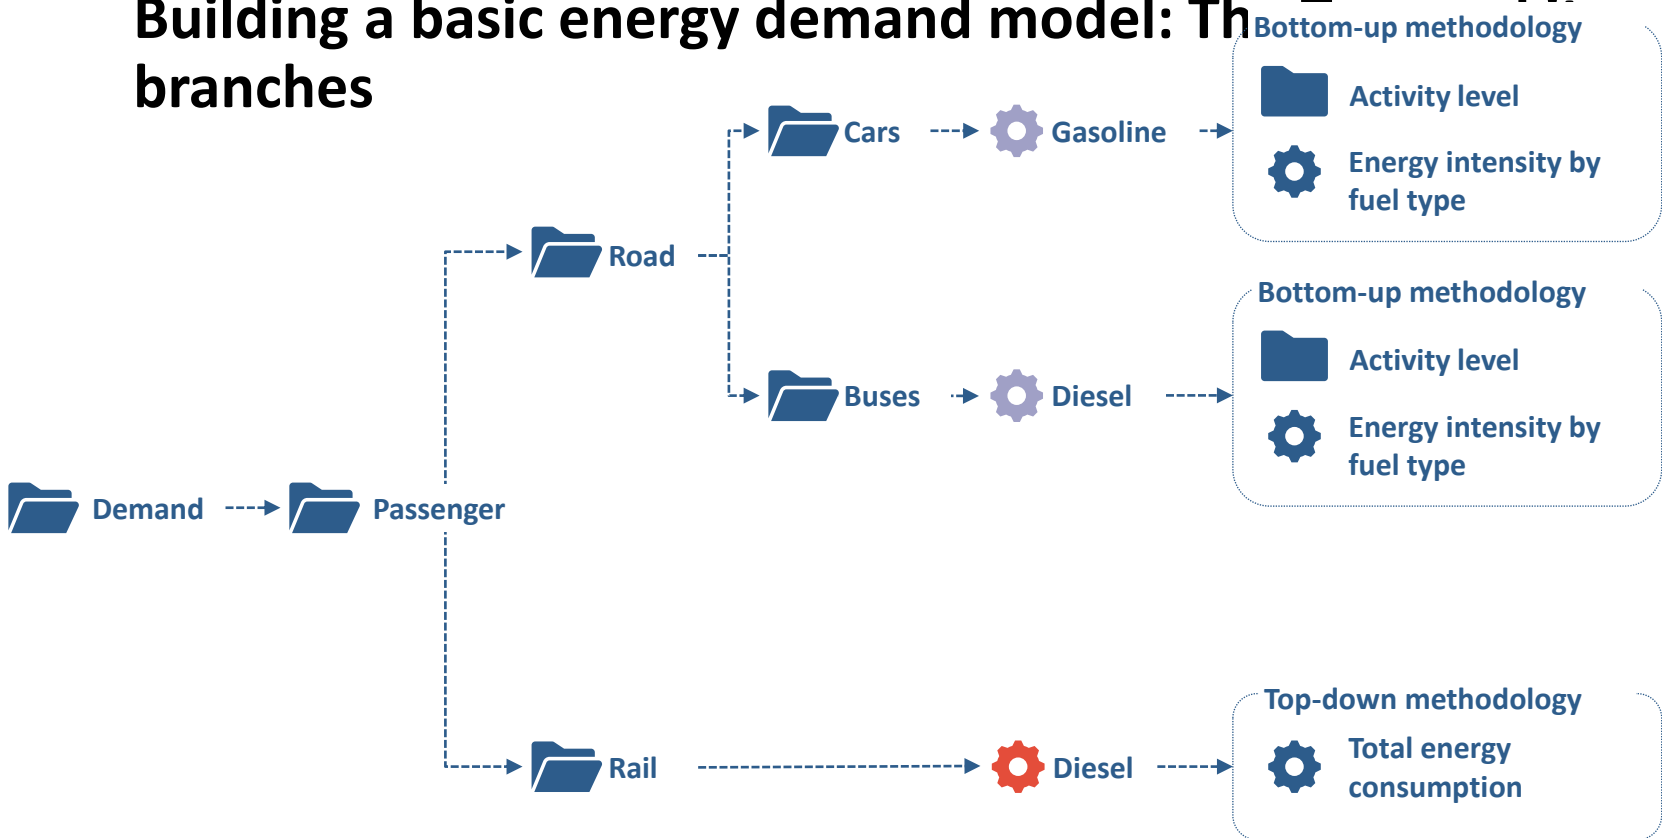 Building a basic energy demand model: Th
branches
Bottom-up methodology
Activity level
Energy intensity by
fuel type
Cars
Gasoline
Road
Bottom-up methodology
Activity level
Energy intensity by
fuel type
Buses
Diesel
Demand
Passenger
Top-down methodology
Total energy
consumption
Rail
Diesel